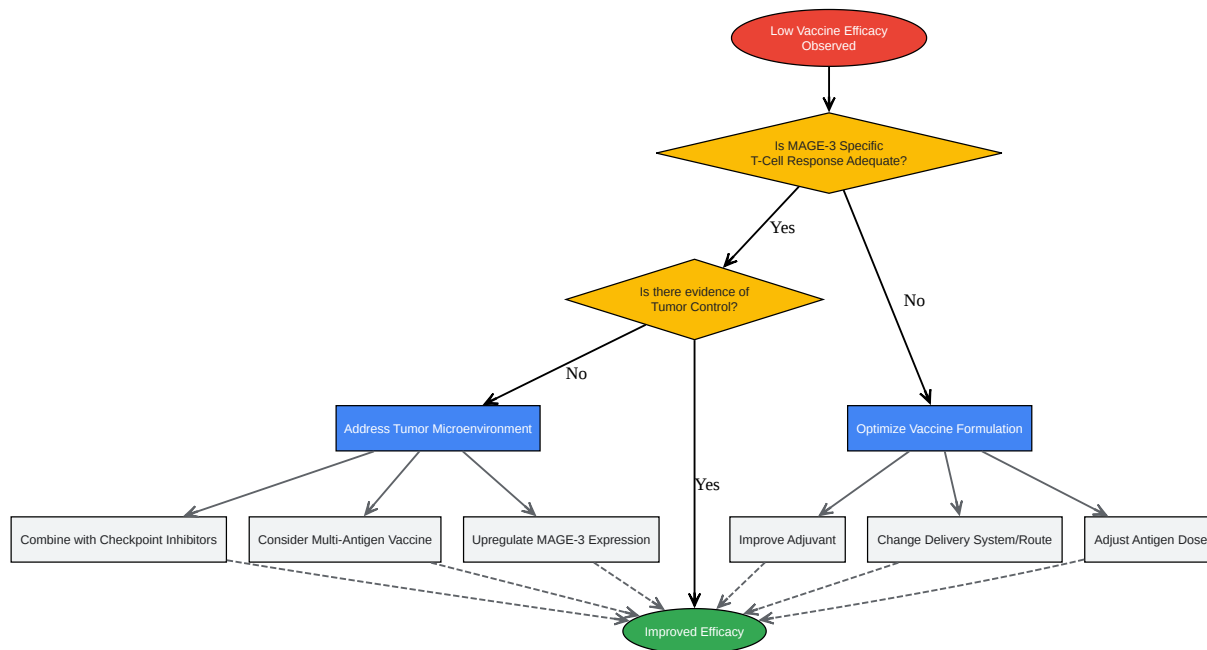 Low Vaccine Efficacy
Observed
Is MAGE-3 Specific
T-Cell Response Adequate?
Yes
Is there evidence of
Tumor Control?
No
No
Address Tumor Microenvironment
Optimize Vaccine Formulation
Yes
Combine with Checkpoint Inhibitors
Consider Multi-Antigen Vaccine
Upregulate MAGE-3 Expression
Improve Adjuvant
Change Delivery System/Route
Adjust Antigen Dose
Improved Efficacy